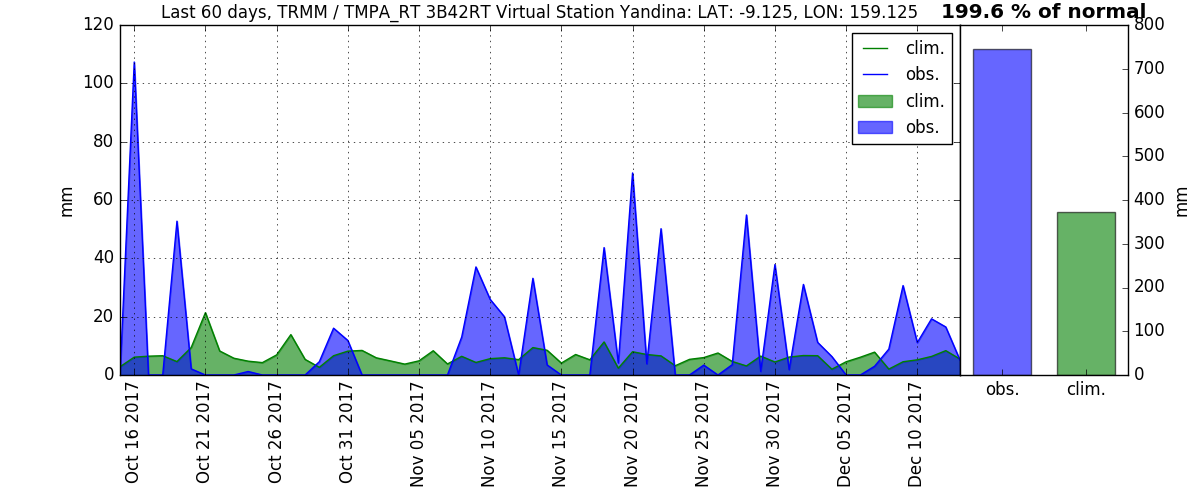 Last 60 days, TRMM / TMPA_RT 3B42RT Virtual Station Yandina: LAT: -9.125, LON: 159.125
199.6 % of normal
120
100
80
60
40
20
0
mm
clim.
obs.
clim.
obs.
Oct 16 2017
Oct 21 2017
Oct 26 2017
Oct 31 2017
Nov 05 2017
Nov 10 2017
Nov 15 2017
Nov 20 2017
Nov 25 2017
Nov 30 2017
Dec 05 2017
Dec 10 2017
800
700
600
500
400
300
200
100
0
mm
obs.
clim.